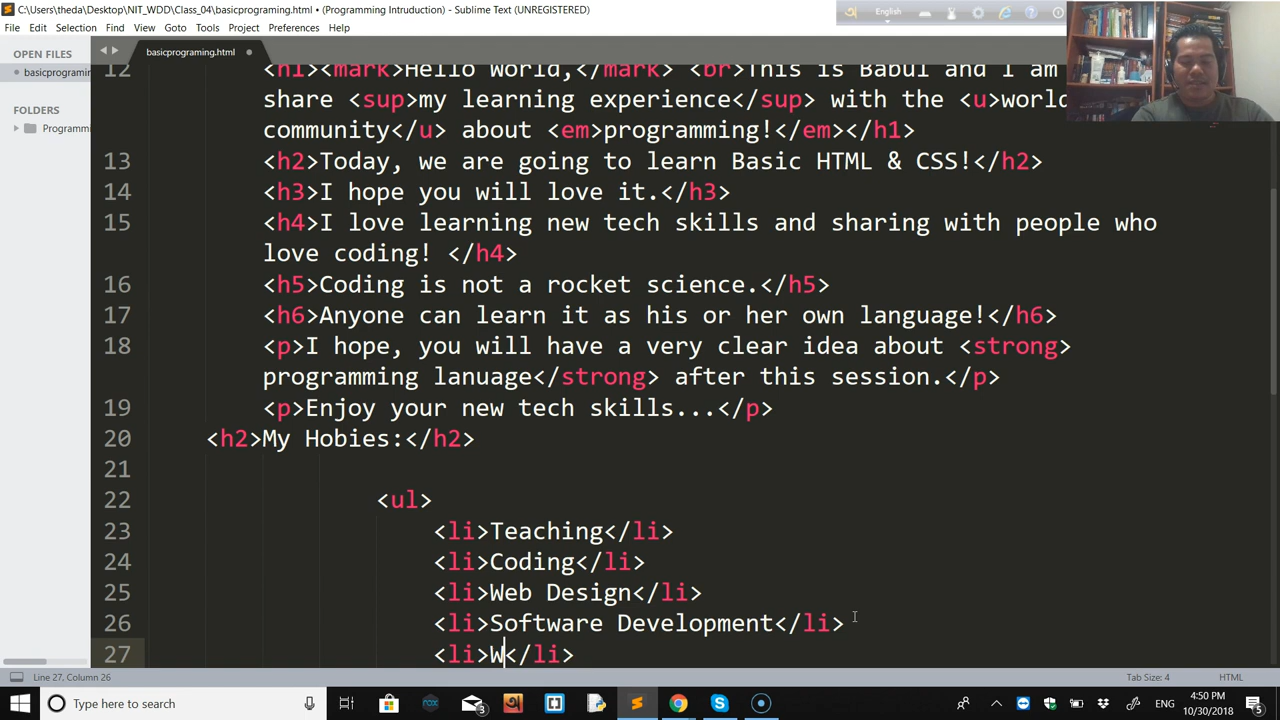 C:\Users\theda\Desktop\NIT_WDD\Class_04\basicprograming.html • (Programming Intruduction) - Sublime Text (UNREGISTERED)
English
File Edit Selection Find View Goto Tools Project Preferences Help
OPEN FILES
basicprograming.html
basicprograming
FOLDERS
Programm
12 <h1><mark>Hello World,</mark> <br>This is Babul and I am
share <sup>my learning experience</sup> with the <u>world
community</u> about <em>programming!</em></h1>
13 <h2>Today, we are going to learn Basic HTML & CSS!</h2>
14 <h3>I hope you will love it.</h3>
15 <h4>I love learning new tech skills and sharing with people who
love coding! </h4>
16 <h5>Coding is not a rocket science.</h5>
17 <h6>Anyone can learn it as his or her own language!</h6>
18 <p>I hope, you will have a very clear idea about <strong>
programming lanuage</strong> after this session.</p>
19 <p>Enjoy your new tech skills...</p>
20 <h2>My Hobies:</h2>
21
22 <ul>
23 <li>Teaching</li>
24 <li>Coding</li>
25 <li>Web Design</li>
26 <li>Software Development</li>
27 <li>W</li>
Line 27, Column 26
Tab Size: 4
HTML
Type here to search
3
ENG
4:50 PM
10/30/2018
5